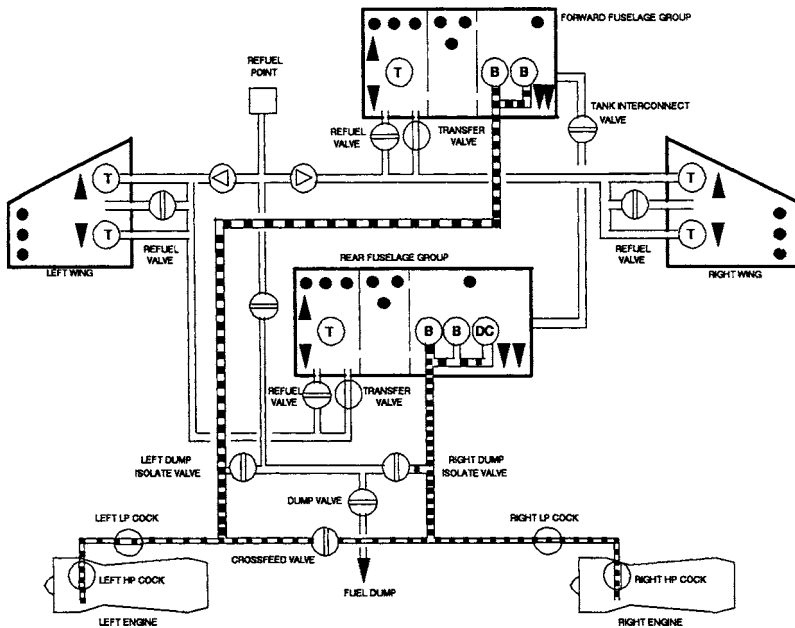 FORWARD FUSELAGE GROUP
REFUEL
POINT
T
B
B
TANK INTERCONNECT
VALVE
REFUEL
VALVE
TRANSFER
VALVE
T
T
T
T
REFUEL
VALVE
REFUEL
VALVE
LEFT WING
RIGHT WING
REAR FUSELAGE GROUP
T
B
B
DC
REFUEL
VALVE
TRANSFER
VALVE
LEFT DUMP
ISOLATE VALVE
RIGHT DUMP
ISOLATE VALVE
DUMP VALVE
LEFT LP COCK
RIGHT LP COCK
CROSSFEED VALVE
LEFT HP COCK
RIGHT HP COCK
FUEL DUMP
LEFT ENGINE
RIGHT ENGINE